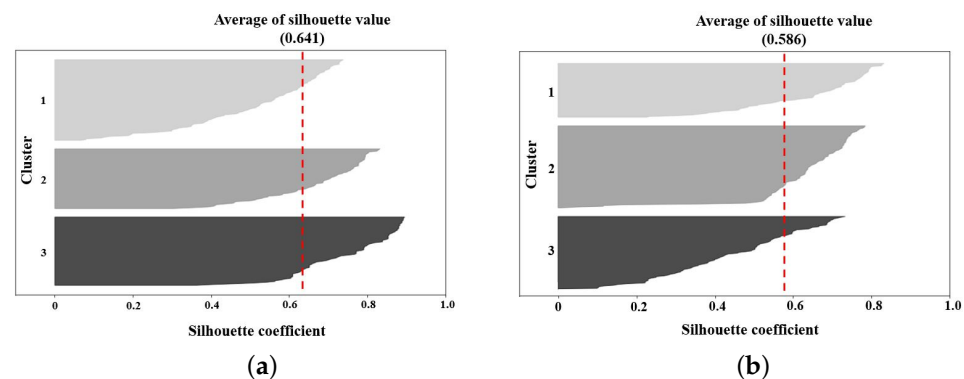 Average of silhouette value
(0.641)
Cluster
1
2
3
0
0.2
0.4
0.6
0.8
1.0
Silhouette coefficient
(a)
Average of silhouette value
(0.586)
Cluster
1
2
3
0
0.2
0.4
0.6
0.8
1.0
Silhouette coefficient
(b)